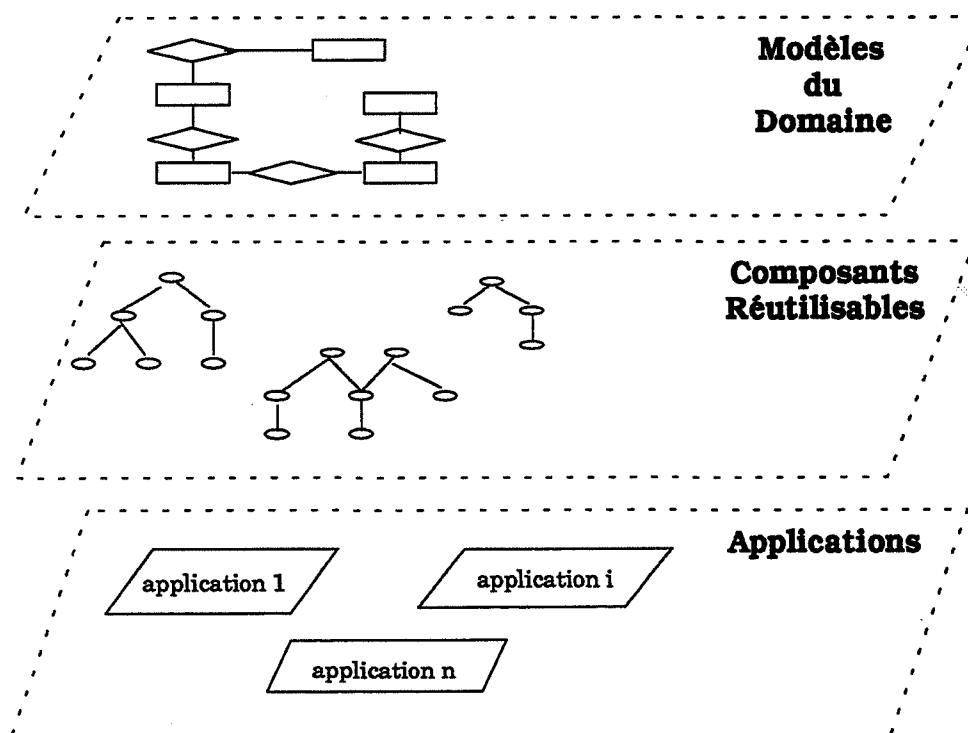 Modèles
du
Domaine
Composants
Réutilisables
Applications
application 1
application i
application n